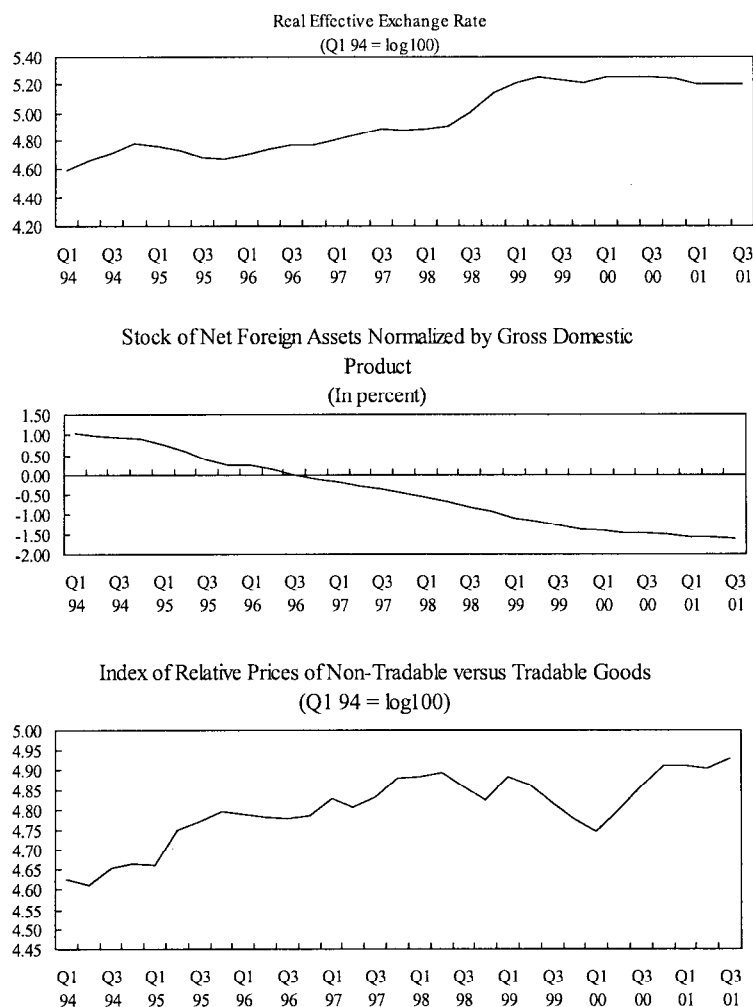 Real Effective Exchange Rate
(Q1 94 = log100)
5.40
5.20
5.00
4.80
4.60
4.40
4.20
Q1 Q3 Q1 Q3 Q1 Q3 Q1 Q3 Q1 Q3 Q1 Q3 Q1 Q3 Q1 Q3
94 94 95 95 96 96 97 97 98 98 99 99 00 00 01 01
Stock of Net Foreign Assets Normalized by Gross Domestic
Product
(In percent)
1.50
1.00
0.50
0.00
-0.50
-1.00
-1.50
-2.00
Q1 Q3 Q1 Q3 Q1 Q3 Q1 Q3 Q1 Q3 Q1 Q3 Q1 Q3 Q1 Q3
94 94 95 95 96 96 97 97 98 98 99 99 00 00 01 01
Index of Relative Prices of Non-Tradable versus Tradable Goods
(Q1 94 = log100)
5.00
4.95
4.90
4.85
4.80
4.75
4.70
4.65
4.60
4.55
4.50
4.45
Q1 Q3 Q1 Q3 Q1 Q3 Q1 Q3 Q1 Q3 Q1 Q3 Q1 Q3 Q1 Q3
94 94 95 95 96 96 97 97 98 98 99 99 00 00 01 01